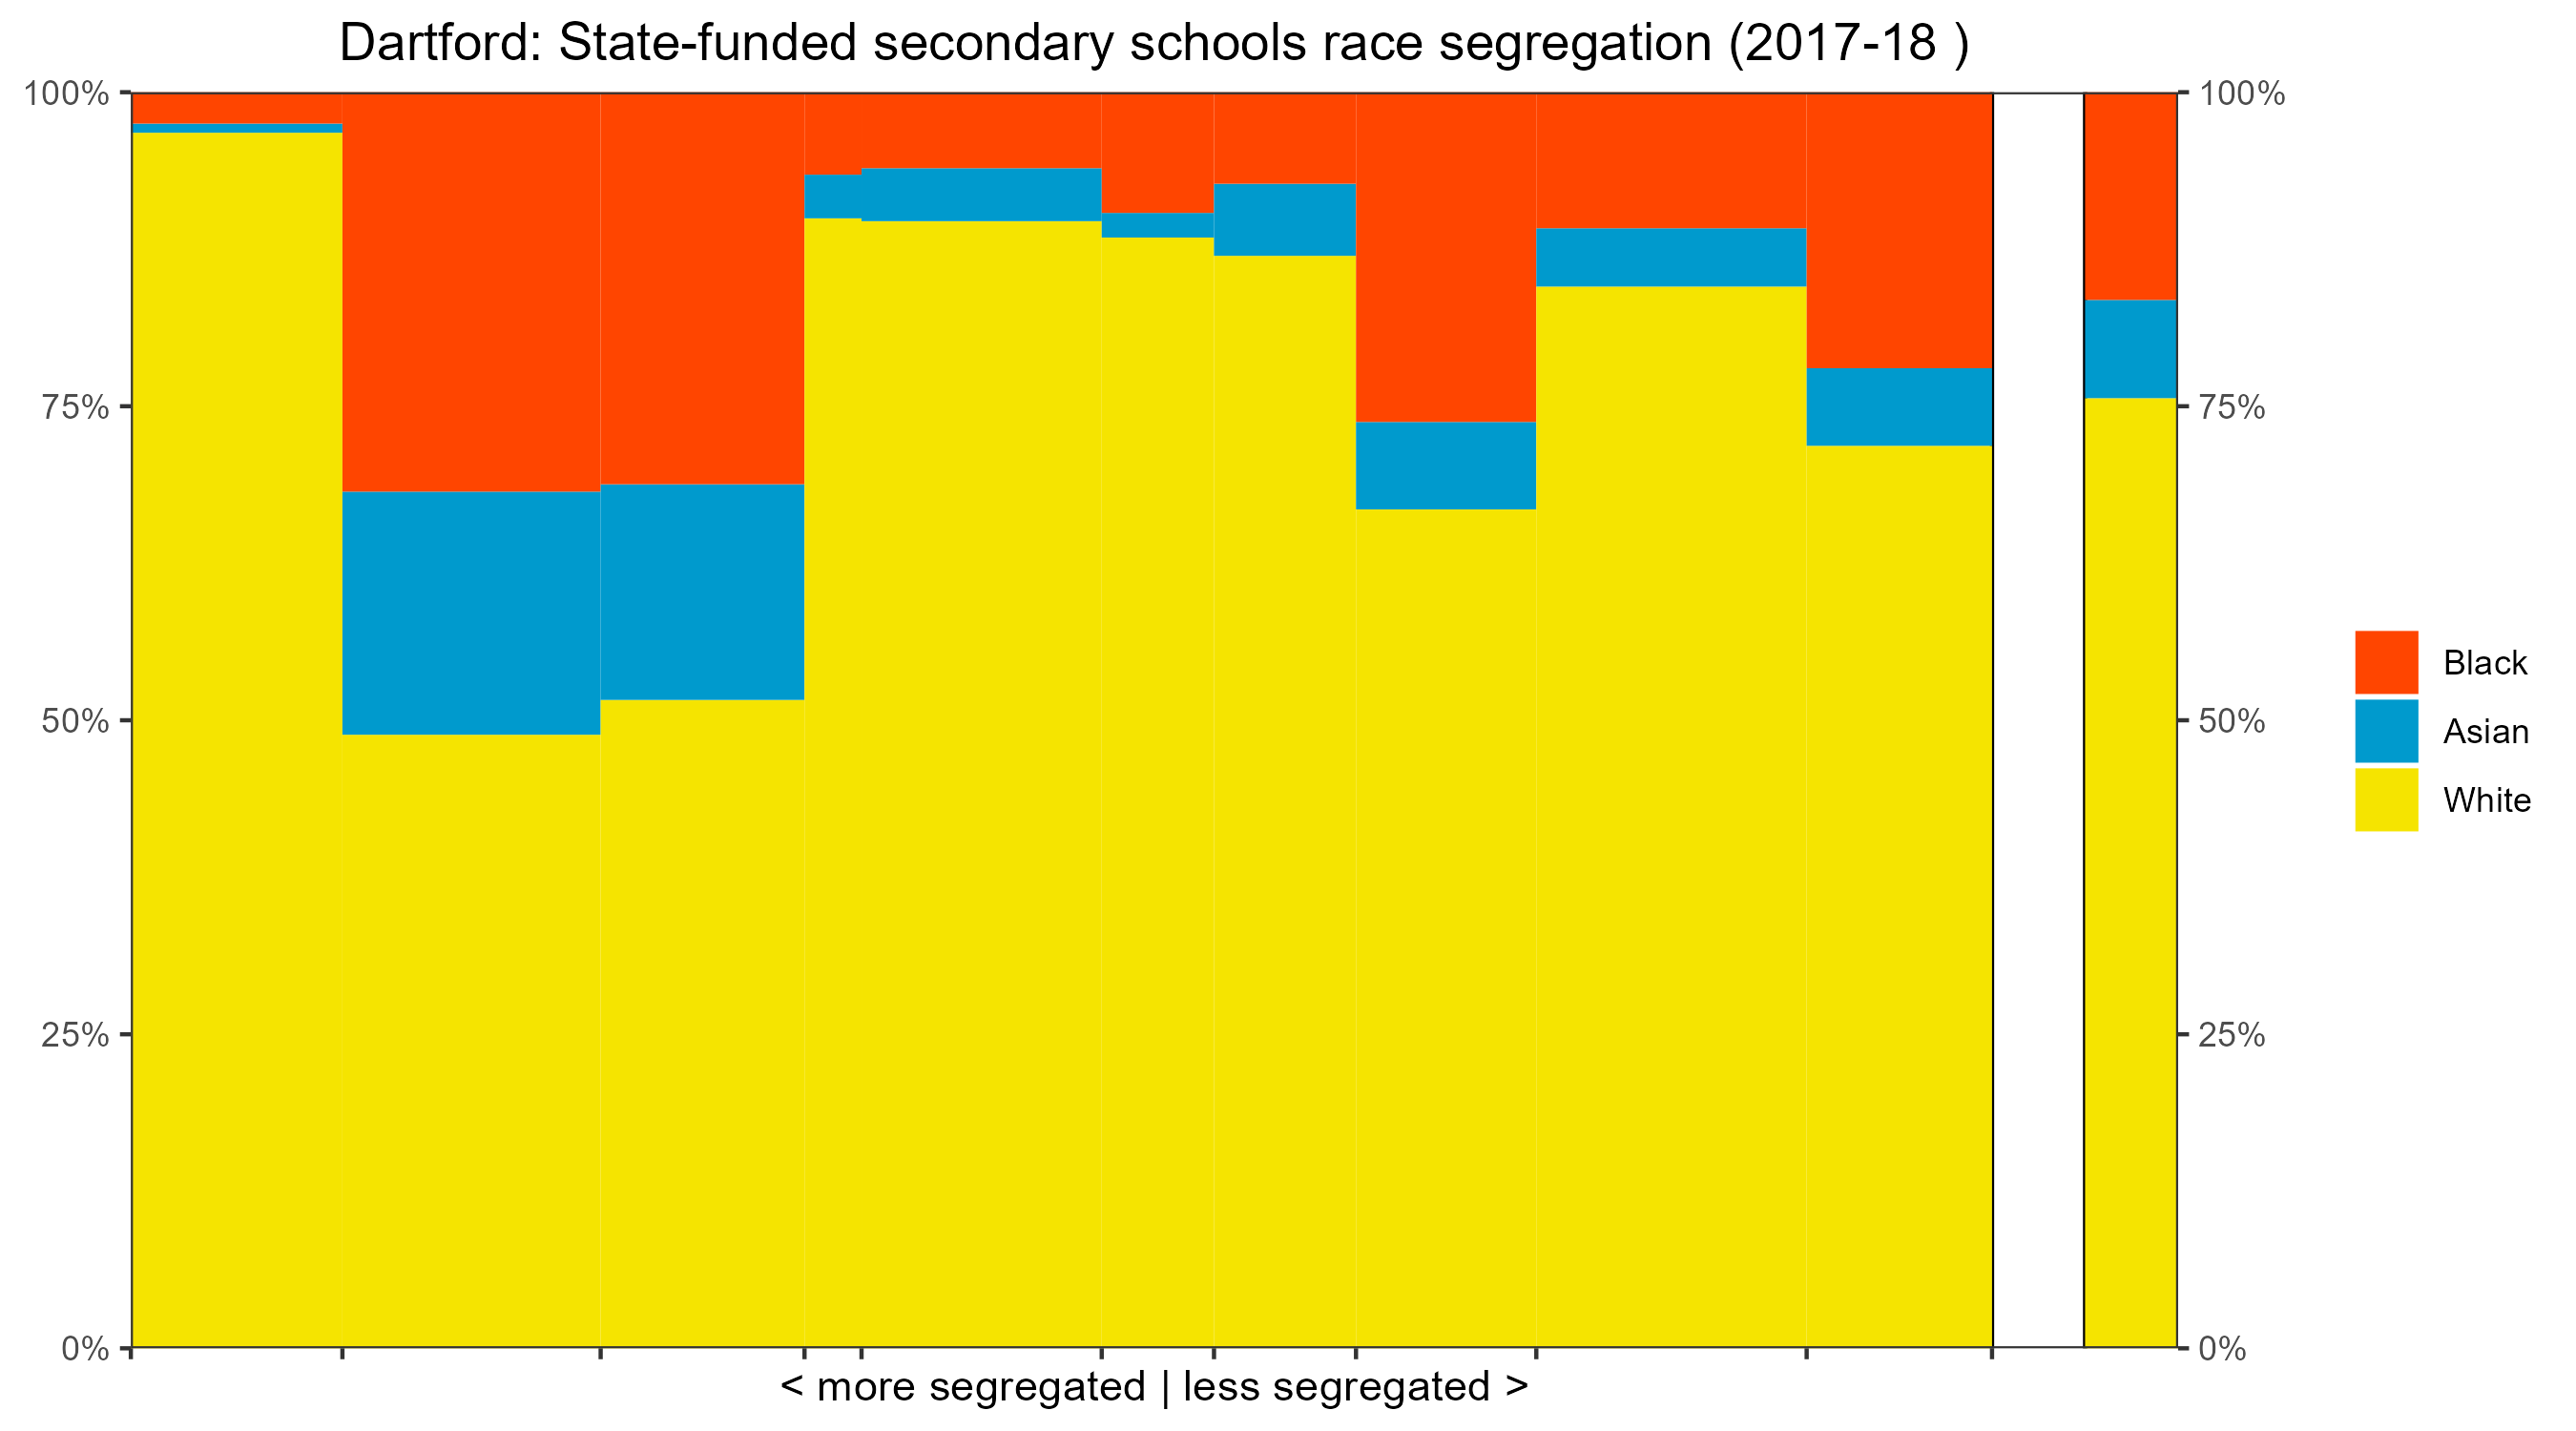 Dartford: State-funded secondary schools race segregation (2017-18 )
100%
75%
50%
25%
0%
100%
75%
50%
25%
0%
Black
Asian
White
< more segregated | less segregated >